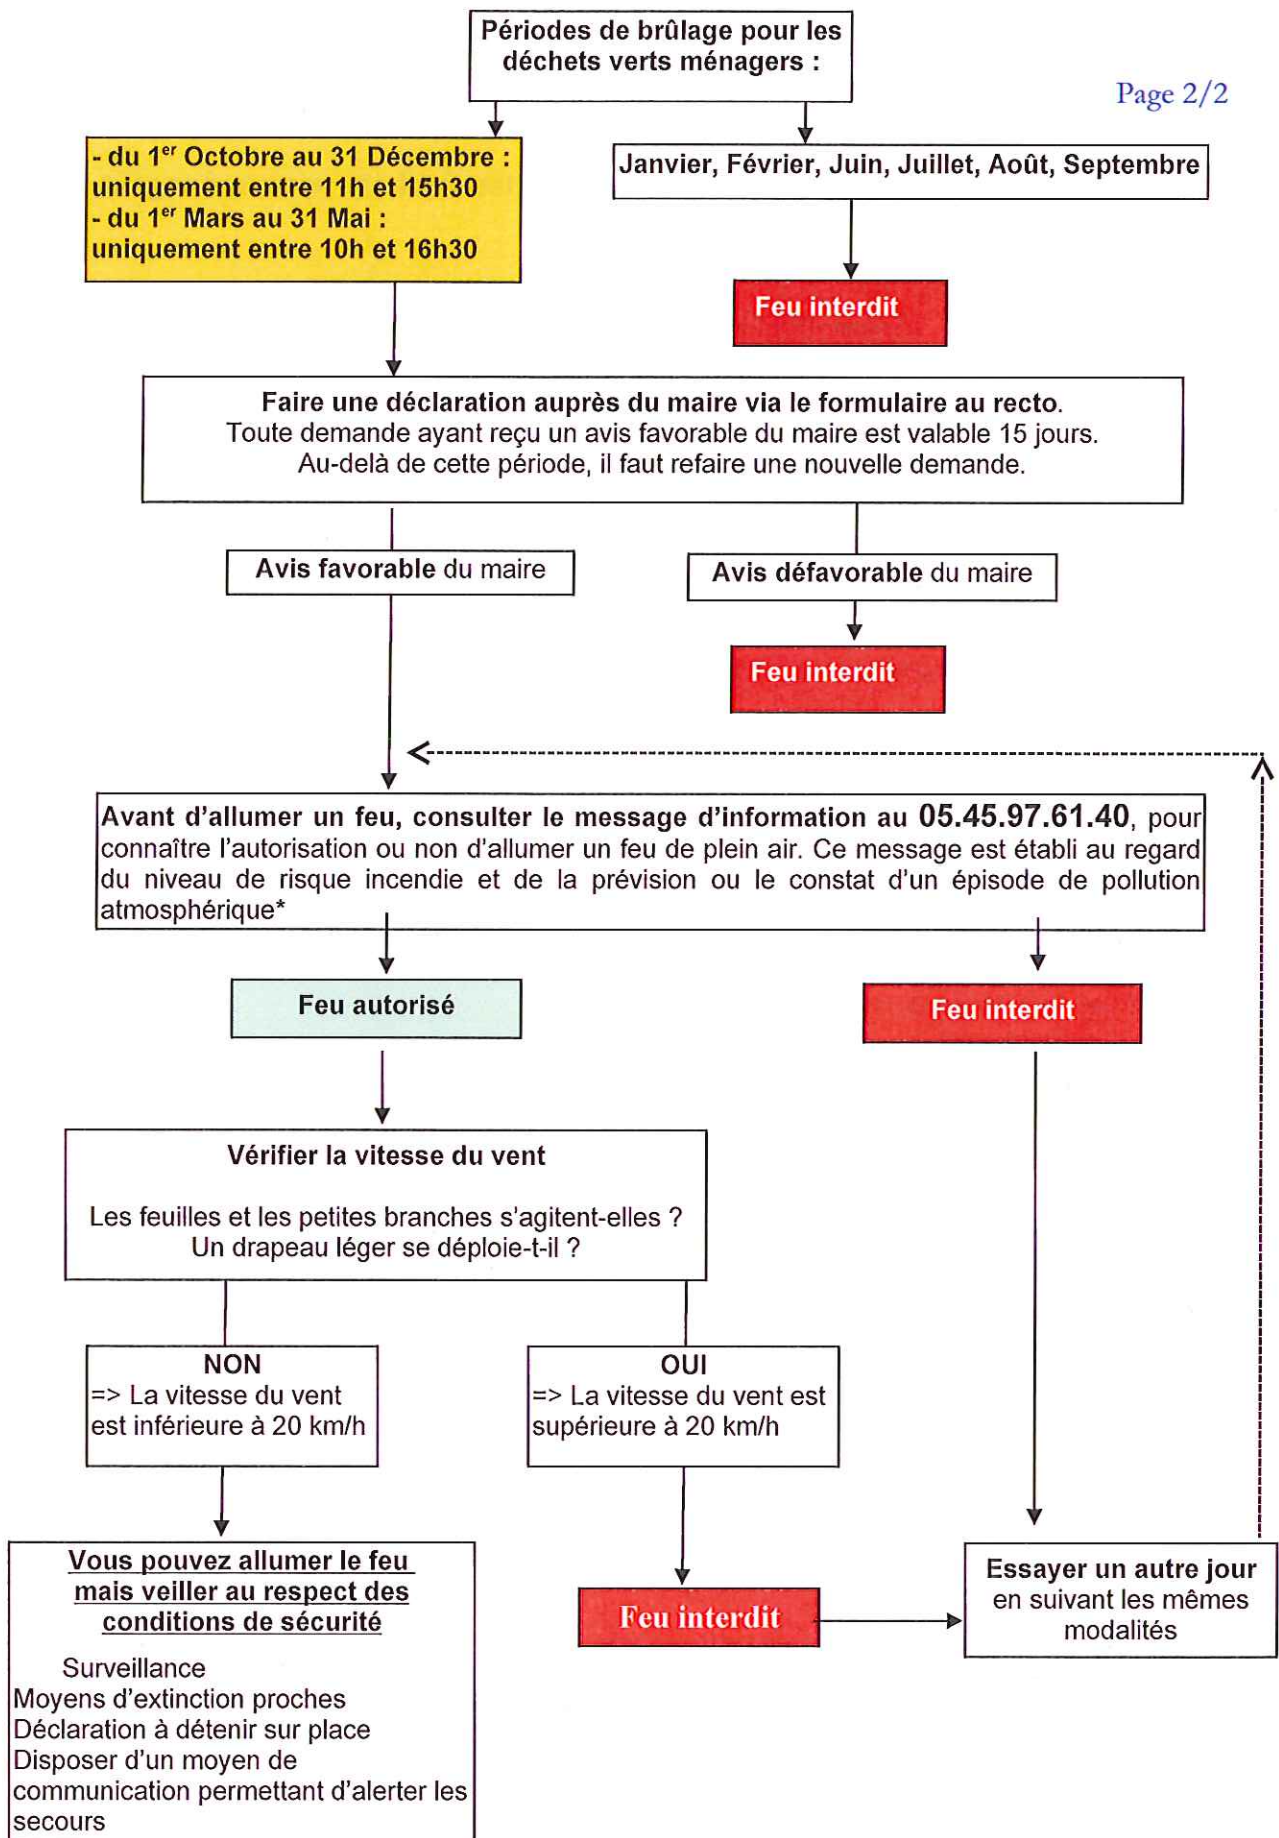 Périodes de brûlage pour les
déchets verts ménagers :
Page 2/2
- du 1er Octobre au 31 Décembre :
uniquement entre 11h et 15h30
- du 1er Mars au 31 Mai :
uniquement entre 10h et 16h30
Janvier, Février, Juin, Juillet, Août, Septembre
Feu interdit
Faire une déclaration auprès du maire via le formulaire au recto.
Toute demande ayant reçu un avis favorable du maire est valable 15 jours.
Au-delà de cette période, il faut refaire une nouvelle demande.
Avis favorable du maire
Avis défavorable du maire
Feu interdit
Avant d'allumer un feu, consulter le message d'information au 05.45.97.61.40, pour
connaître l'autorisation ou non d'allumer un feu de plein air. Ce message est établi au regard
du niveau de risque incendie et de la prévision ou le constat d'un épisode de pollution
atmosphérique*
Feu autorisé
Feu interdit
Vérifier la vitesse du vent
Les feuilles et les petites branches s'agitent-elles ?
Un drapeau léger se déploie-t-il ?
NON
=> La vitesse du vent
est inférieure à 20 km/h
OUI
=> La vitesse du vent est
supérieure à 20 km/h
Vous pouvez allumer le feu
mais veiller au respect des
conditions de sécurité
Surveillance
Moyens d'extinction proches
Déclaration à détenir sur place
Disposer d'un moyen de
communication permettant d'alerter les
secours
Feu interdit
Essayer un autre jour
en suivant les mêmes
modalités